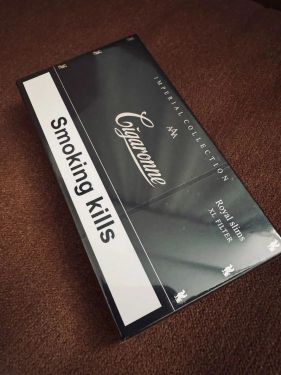 IMPERIAL COLLECTION
Cigaronne
Royal slims
XL FILTER
Smoking kills